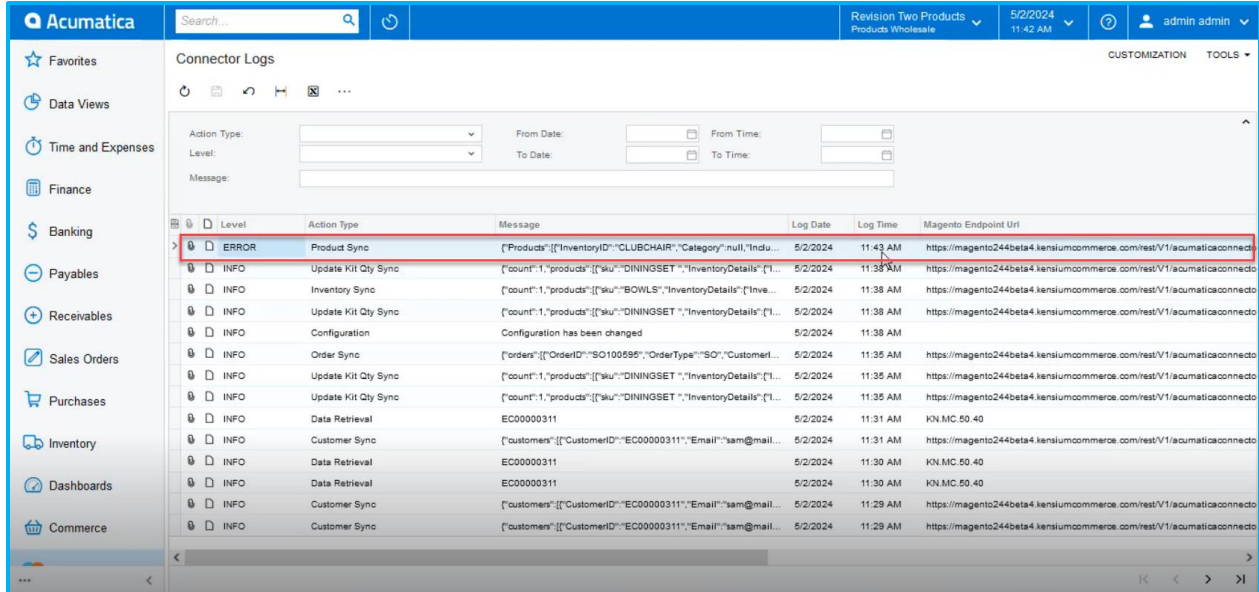 Acumatica
Search...
Revision Two Products
Products Wholesale
5/2/2024
11:42 AM
admin admin
Favorites
Data Views
Time and Expenses
Finance
Banking
Payables
Receivables
Sales Orders
Purchases
Inventory
Dashboards
Commerce
...
Connector Logs
CUSTOMIZATION TOOLS
...
Action Type: From Date: From Time:
Level: To Date: To Time:
Message:
Level Action Type Message Log Date Log Time Magento Endpoint Url
ERROR Product Sync {"Products":[{"InventoryID":"CLUBCHAIR","Category":null,"Inclu... 5/2/2024 11:43 AM https://magento244beta4.kensiumcommerce.com/rest/V1/acumaticaconnecto
INFO Update Kit Qty Sync {"count":1,"products":[{"sku":"DININGSET ","InventoryDetails":{"I... 5/2/2024 11:38 AM https://magento244beta4.kensiumcommerce.com/rest/V1/acumaticaconnecto
INFO Inventory Sync {"count":1,"products":[{"sku":"BOWLS","InventoryDetails":{"Inve... 5/2/2024 11:38 AM https://magento244beta4.kensiumcommerce.com/rest/V1/acumaticaconnecto
INFO Update Kit Qty Sync {"count":1,"products":[{"sku":"DININGSET ","InventoryDetails":{"I... 5/2/2024 11:38 AM https://magento244beta4.kensiumcommerce.com/rest/V1/acumaticaconnecto
INFO Configuration Configuration has been changed 5/2/2024 11:38 AM
INFO Order Sync {"orders":[{"OrderID":"SO100595","OrderType":"SO","CustomerI... 5/2/2024 11:35 AM https://magento244beta4.kensiumcommerce.com/rest/V1/acumaticaconnecto
INFO Update Kit Qty Sync {"count":1,"products":[{"sku":"DININGSET ","InventoryDetails":{"I... 5/2/2024 11:35 AM https://magento244beta4.kensiumcommerce.com/rest/V1/acumaticaconnecto
INFO Update Kit Qty Sync {"count":1,"products":[{"sku":"DININGSET ","InventoryDetails":{"I... 5/2/2024 11:35 AM https://magento244beta4.kensiumcommerce.com/rest/V1/acumaticaconnecto
INFO Data Retrieval EC00000311 5/2/2024 11:31 AM KN.MC.50.40
INFO Customer Sync {"customers":[{"CustomerID":"EC00000311","Email":"sam@mail... 5/2/2024 11:31 AM https://magento244beta4.kensiumcommerce.com/rest/V1/acumaticaconnecto
INFO Data Retrieval EC00000311 5/2/2024 11:30 AM KN.MC.50.40
INFO Data Retrieval EC00000311 5/2/2024 11:30 AM KN.MC.50.40
INFO Customer Sync {"customers":[{"CustomerID":"EC00000311","Email":"sam@mail... 5/2/2024 11:29 AM https://magento244beta4.kensiumcommerce.com/rest/V1/acumaticaconnecto
INFO Customer Sync {"customers":[{"CustomerID":"EC00000311","Email":"sam@mail... 5/2/2024 11:29 AM https://magento244beta4.kensiumcommerce.com/rest/V1/acumaticaconnecto